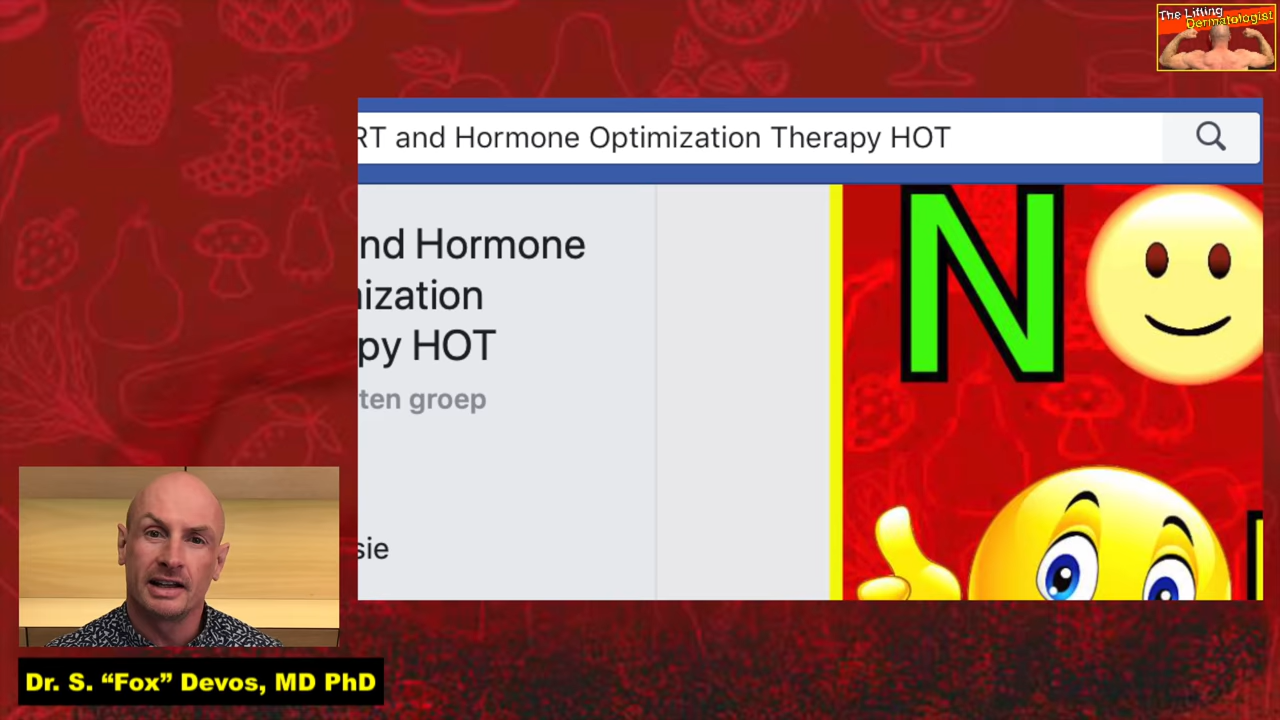 The Lifting
Dermatologist
RT and Hormone Optimization Therapy HOT
nd Hormone
ization
py HOT
ten groep
sie
N
Dr. S. “Fox” Devos, MD PhD